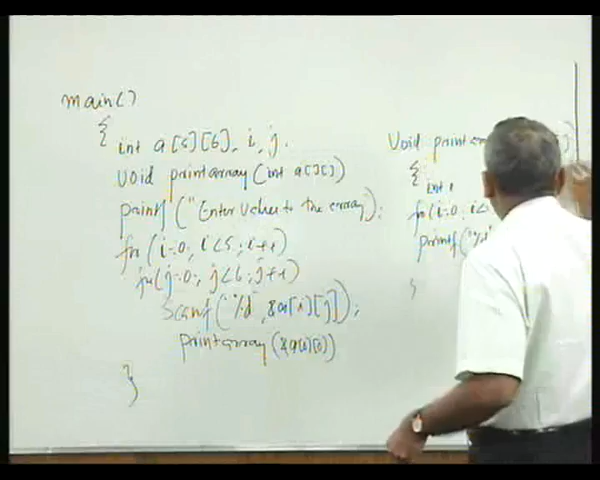 main()
{
int a[5][6], i, j.
void printarray (int a[][])
printf ("Enter values to the array);
for (i=0; i<5; i++)
for (j=0; j<6; j++)
Scanf ("%d", &a[i][j]);
printarray (&a[0][0])
}
Void print
{
int i
for (i=0; i<
printf ("%d"
}